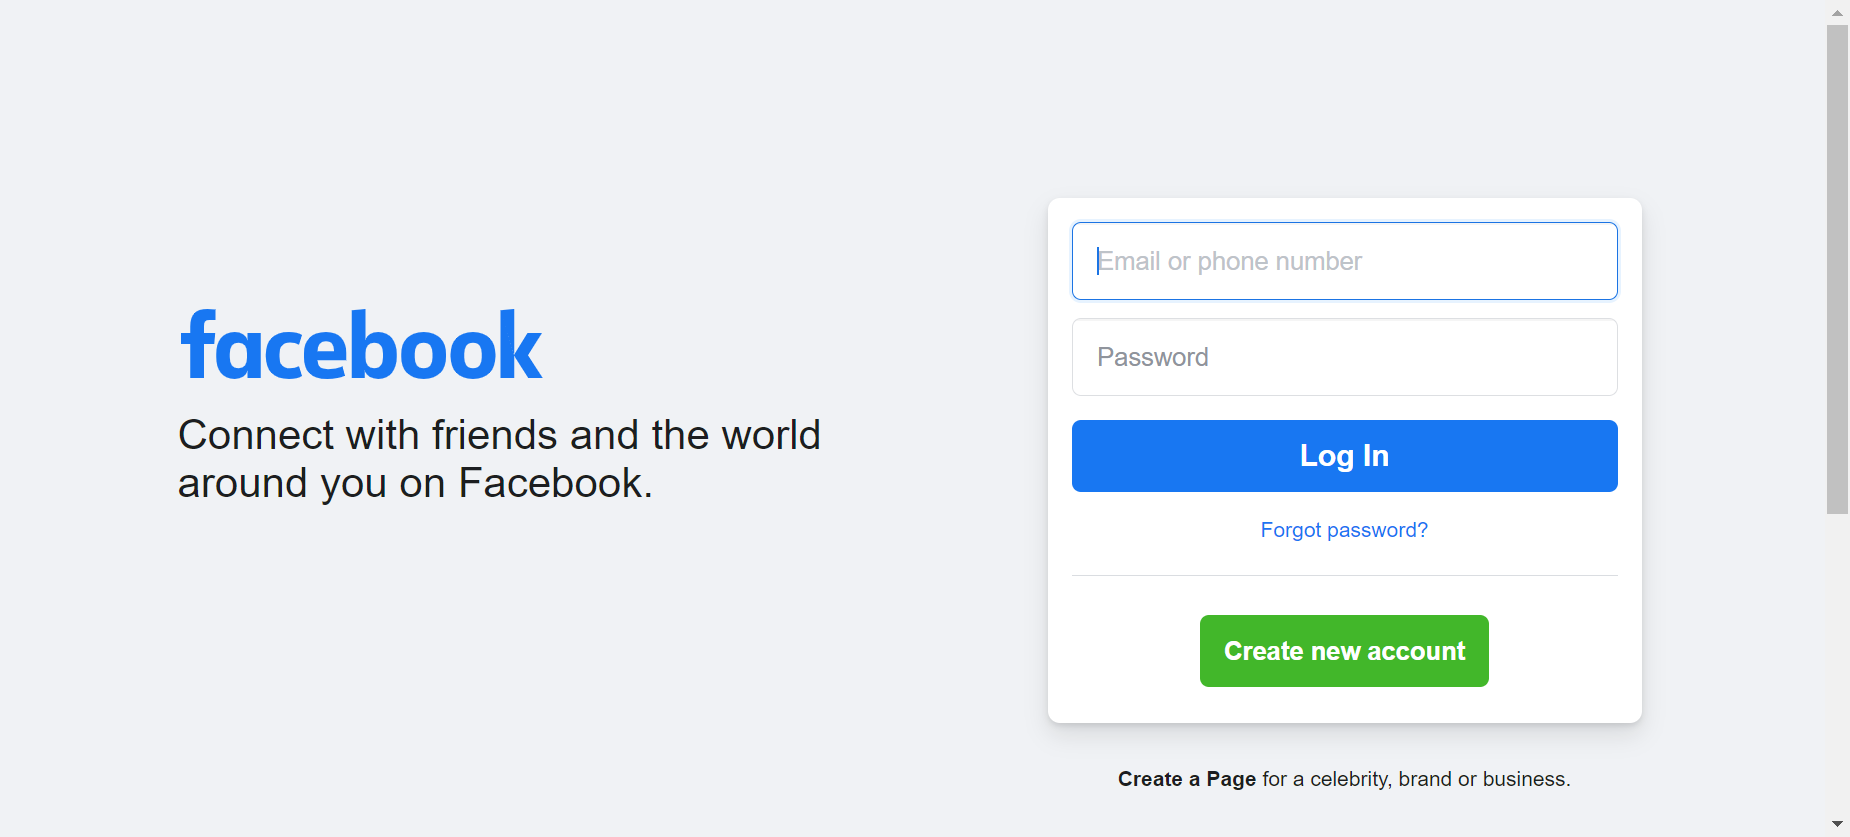 facebook
Connect with friends and the world
around you on Facebook.
Email or phone number
Password
Log In
Forgot password?
Create new account
Create a Page for a celebrity, brand or business.